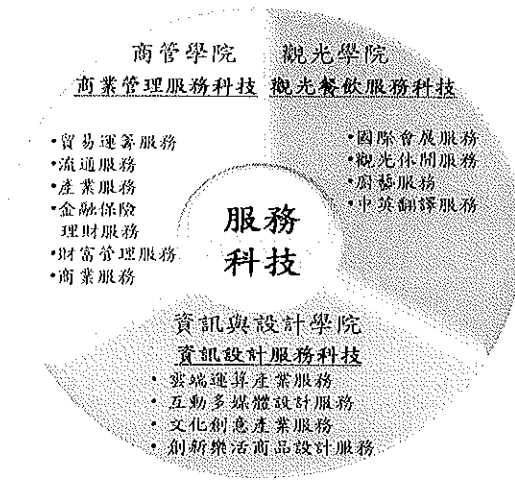 商管學院
商業管理服務科技
•貿易運籌服務
•流通服務
•產業服務
•金融保險
理財服務
•財富管理服務
•商業服務
觀光學院
觀光餐飲服務科技
•國際會展服務
•觀光休閒服務
•廚藝服務
•中英翻譯服務
服務
科技
資訊與設計學院
資訊設計服務科技
• 雲端運算產業服務
• 互動多媒體設計服務
• 文化創意產業服務
• 創新樂活商品設計服務